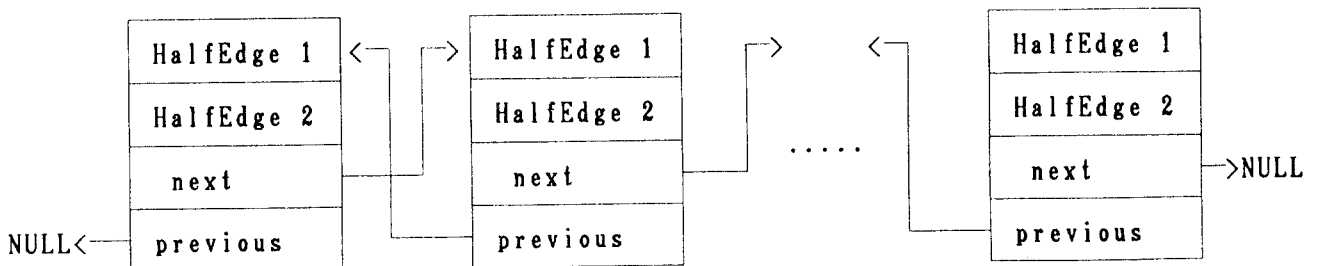 HalfEdge 1
HalfEdge 2
next
previous
NULL
HalfEdge 1
HalfEdge 2
next
previous
.....
HalfEdge 1
HalfEdge 2
next
previous
NULL